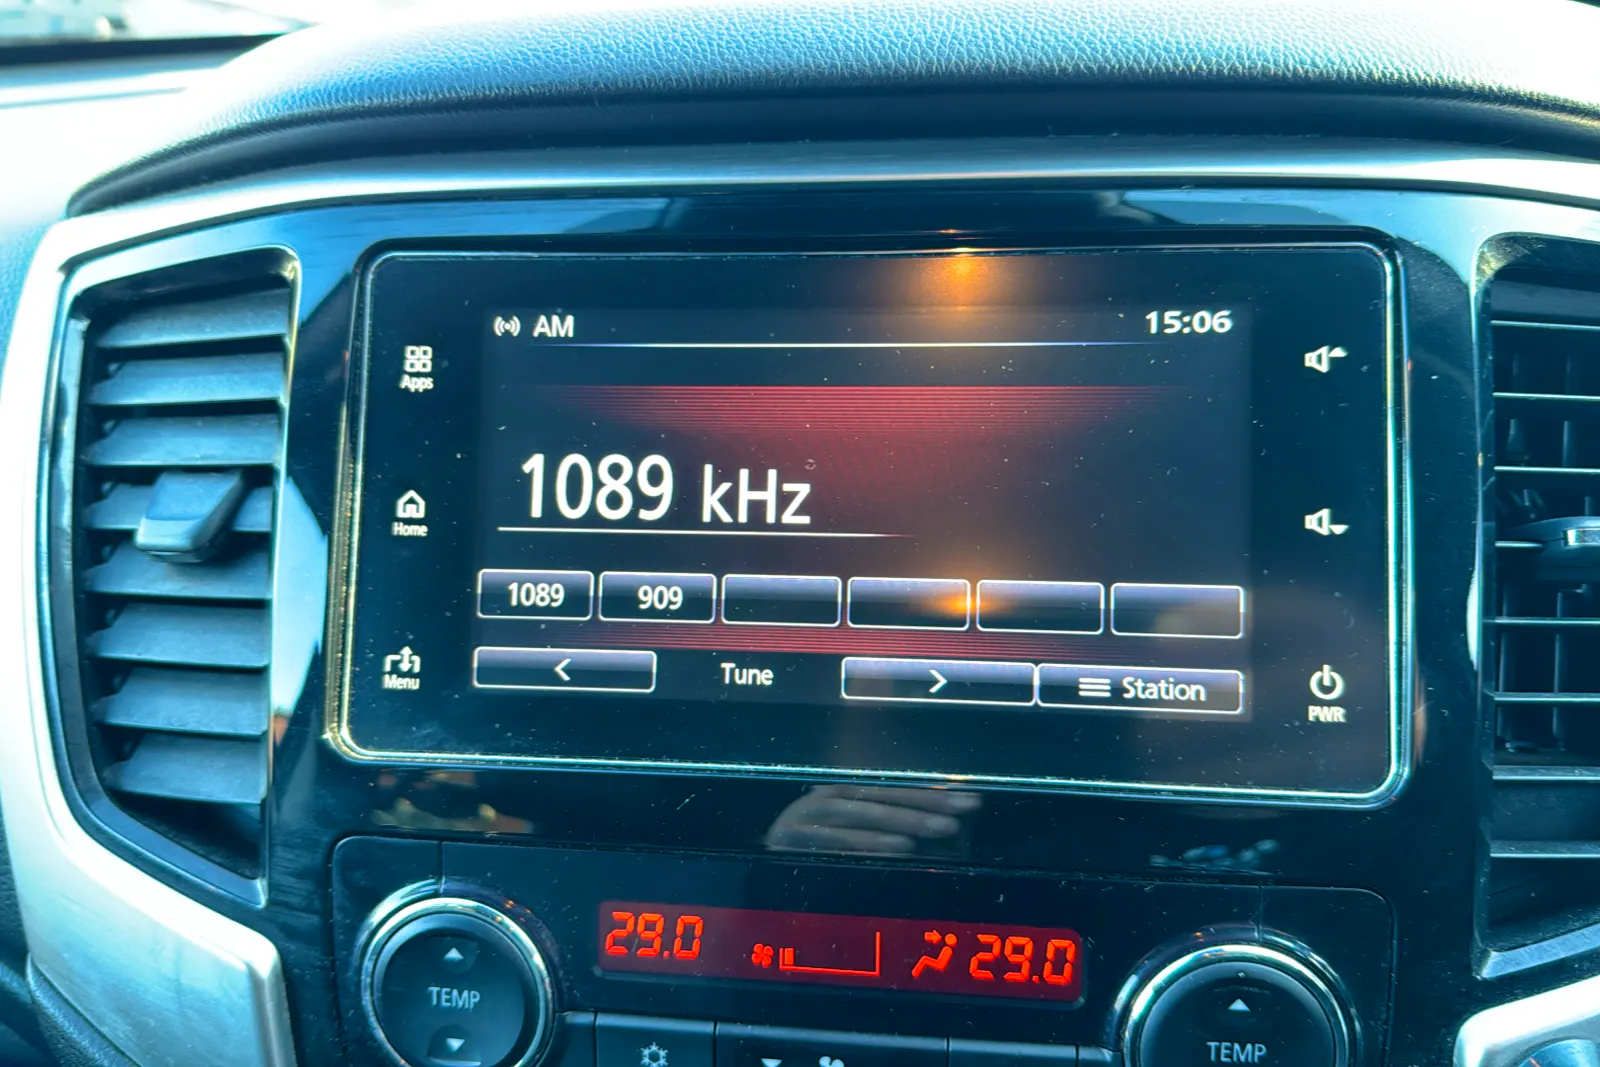 AM 15:06
Apps
1089 kHz
Home
1089 909
< Tune > Station
Menu
PWR
29.0 29.0
TEMP
TEMP